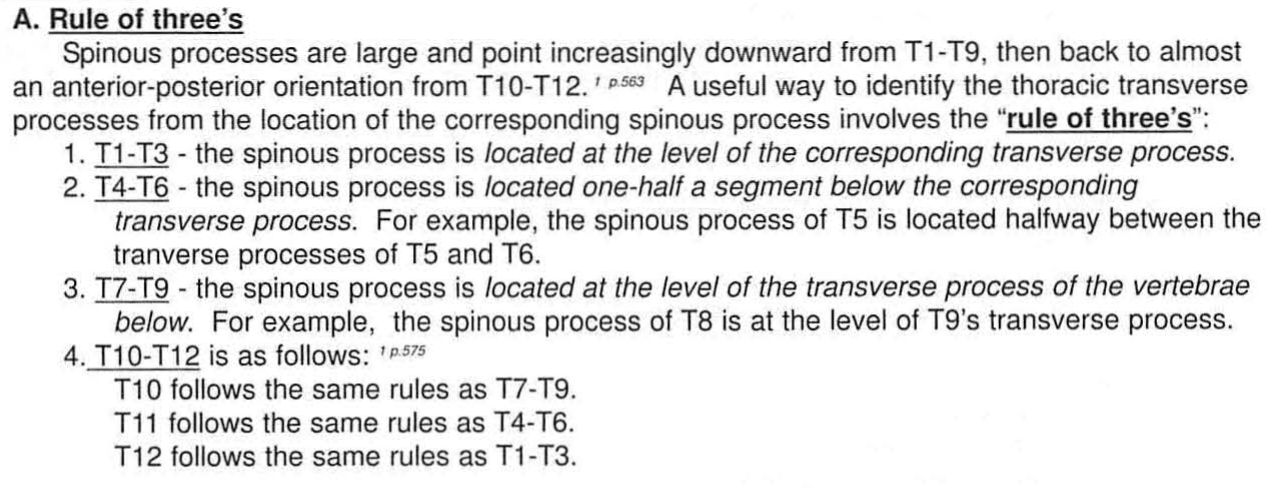 A. Rule of three's
Spinous processes are large and point increasingly downward from T1-T9, then back to almost
an anterior-posterior orientation from T10-T12. 1 p.563 A useful way to identify the thoracic transverse
processes from the location of the corresponding spinous process involves the “rule of three's”:
1. T1-T3 - the spinous process is located at the level of the corresponding transverse process.
2. T4-T6 - the spinous process is located one-half a segment below the corresponding
transverse process. For example, the spinous process of T5 is located halfway between the
tranverse processes of T5 and T6.
3. T7-T9 - the spinous process is located at the level of the transverse process of the vertebrae
below. For example, the spinous process of T8 is at the level of T9's transverse process.
4. T10-T12 is as follows: 1 p.575
T10 follows the same rules as T7-T9.
T11 follows the same rules as T4-T6.
T12 follows the same rules as T1-T3.